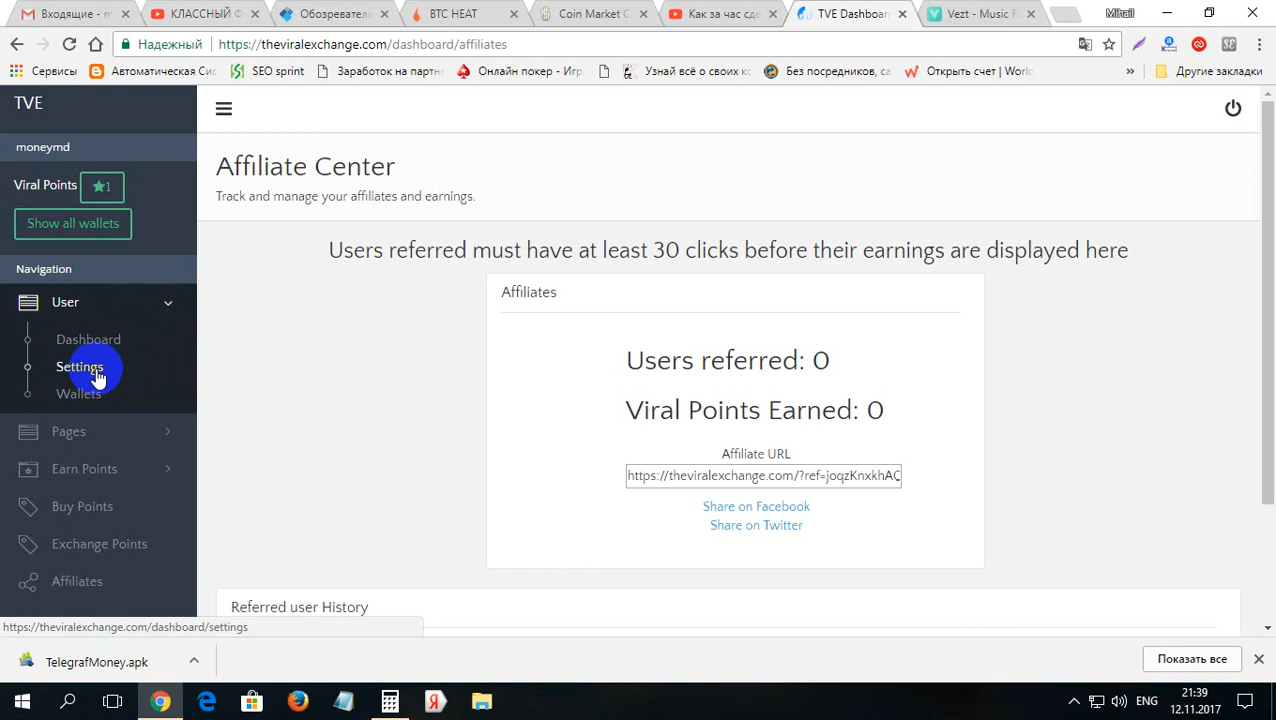 Входящие - m
КЛАССНЫЙ Ф
Обозреватель
BTC HEAT
Coin Market C
Как за час сде
TVE Dashboar
Vezt - Music F
Mihail
Надежный
https://theviralexchange.com/dashboard/affiliates
Сервисы
Автоматическая Сис
SEO sprint
Заработок на партне
Онлайн покер - Игр
Узнай всё о своих кo
Без посредников, са
Открыть счет | World
»
Другие закладки
TVE
moneymd
Viral Points
1
Show all wallets
Navigation
User
Dashboard
Settings
Wallets
Pages
Earn Points
Buy Points
Exchange Points
Affiliates
Affiliate Center
Track and manage your affiliates and earnings.
Users referred must have at least 30 clicks before their earnings are displayed here
Affiliates
Users referred: 0
Viral Points Earned: 0
Affiliate URL
https://theviralexchange.com/?ref=joqzKnxkhAC
Share on Facebook
Share on Twitter
Referred user History
https://theviralexchange.com/dashboard/settings
TelegrafMoney.apk
Показать все
ENG
21:39
12.11.2017